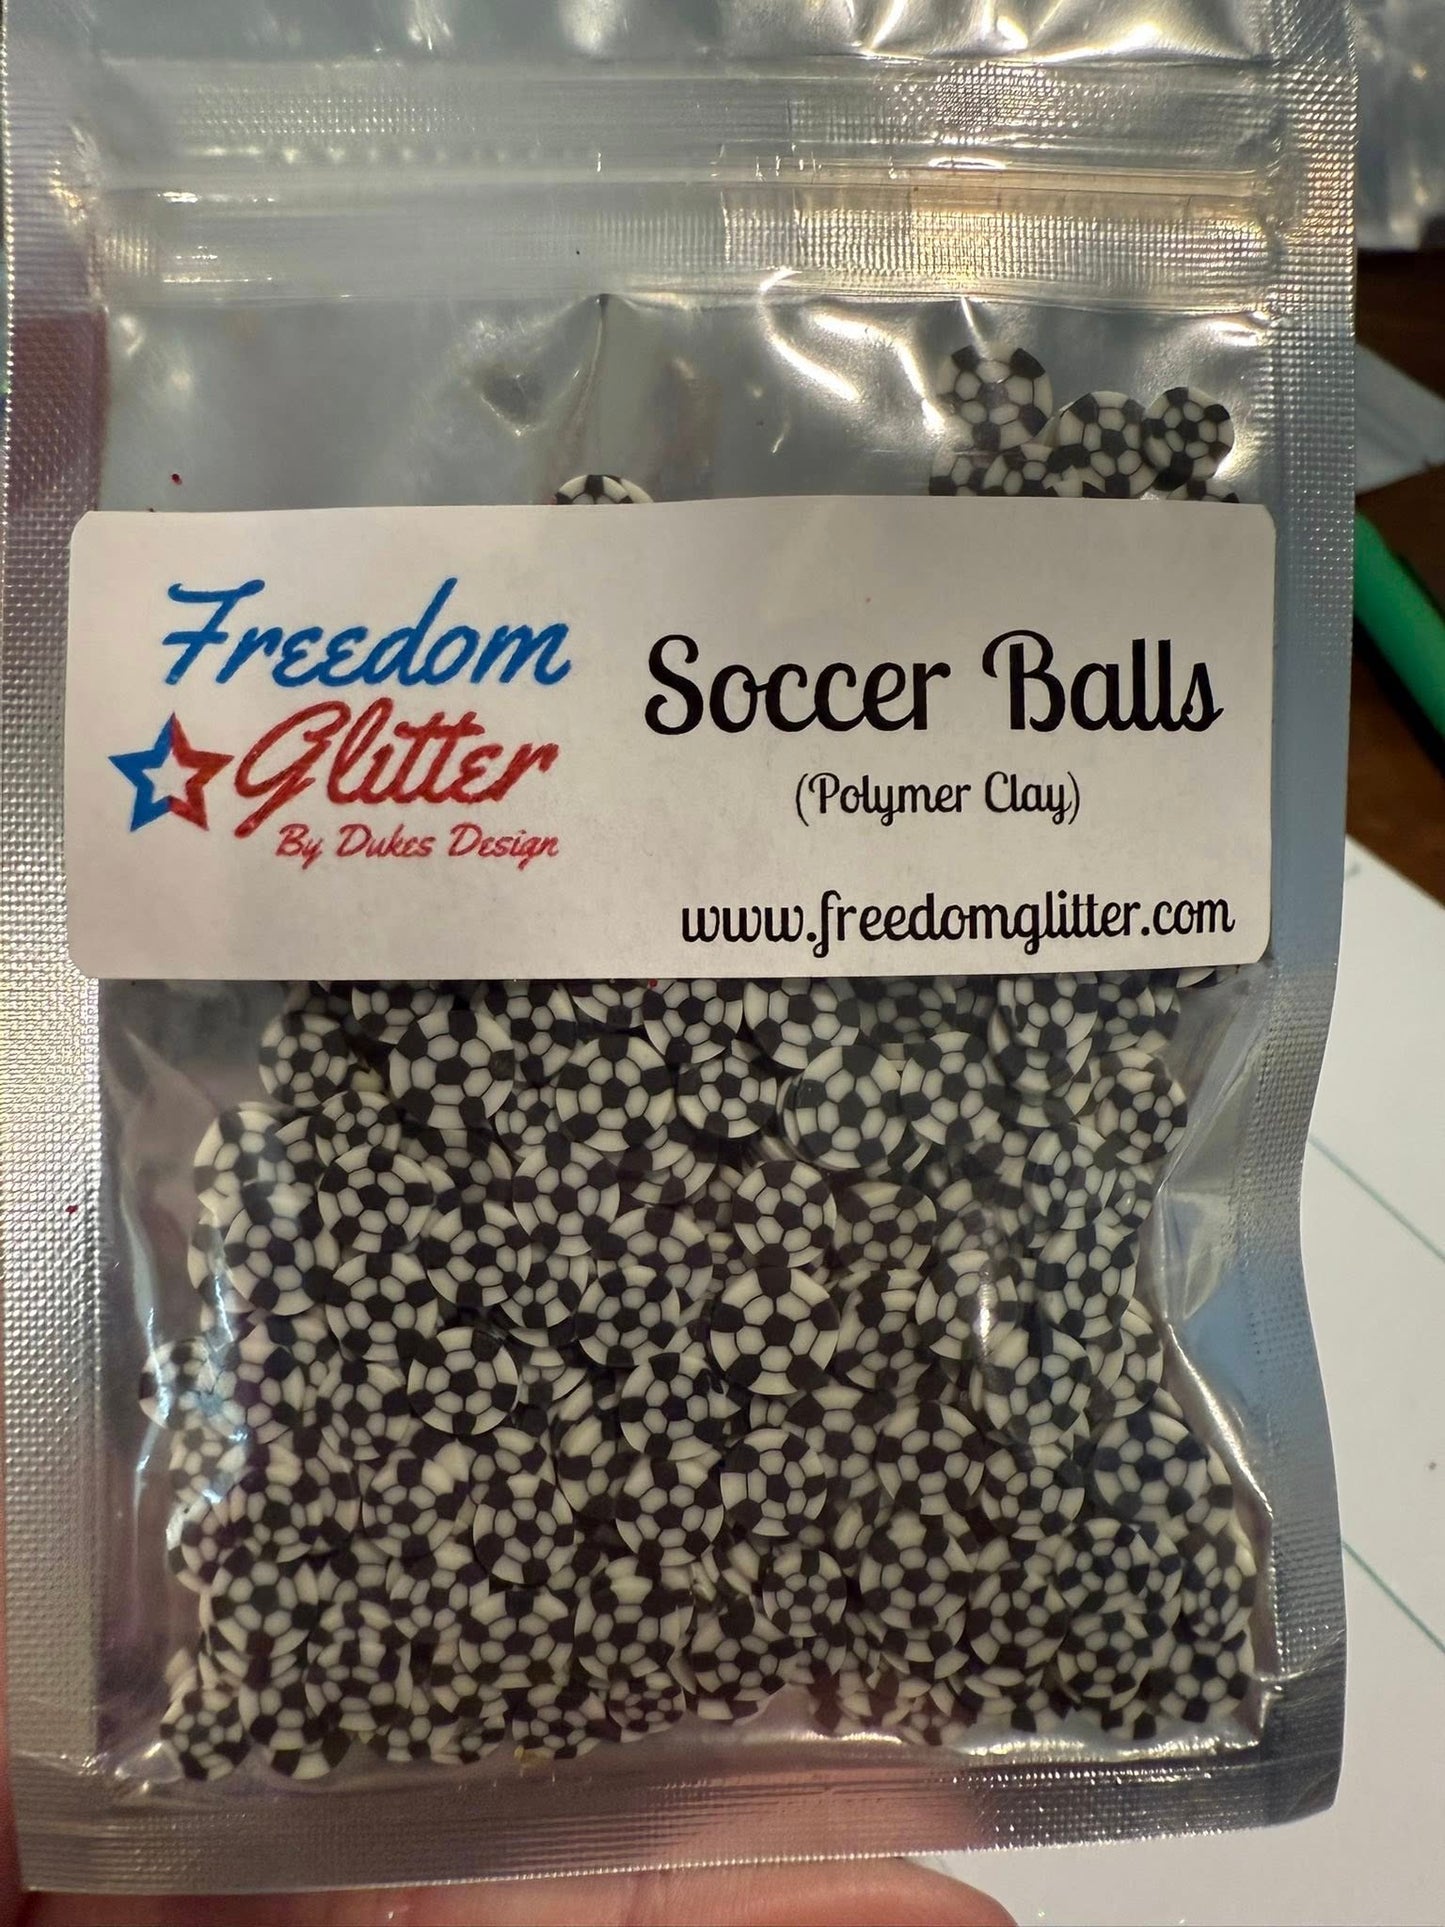 Freedom
Glitter
By Dukes Design
Soccer Balls
(Polymer Clay)
www.freedomglitter.com